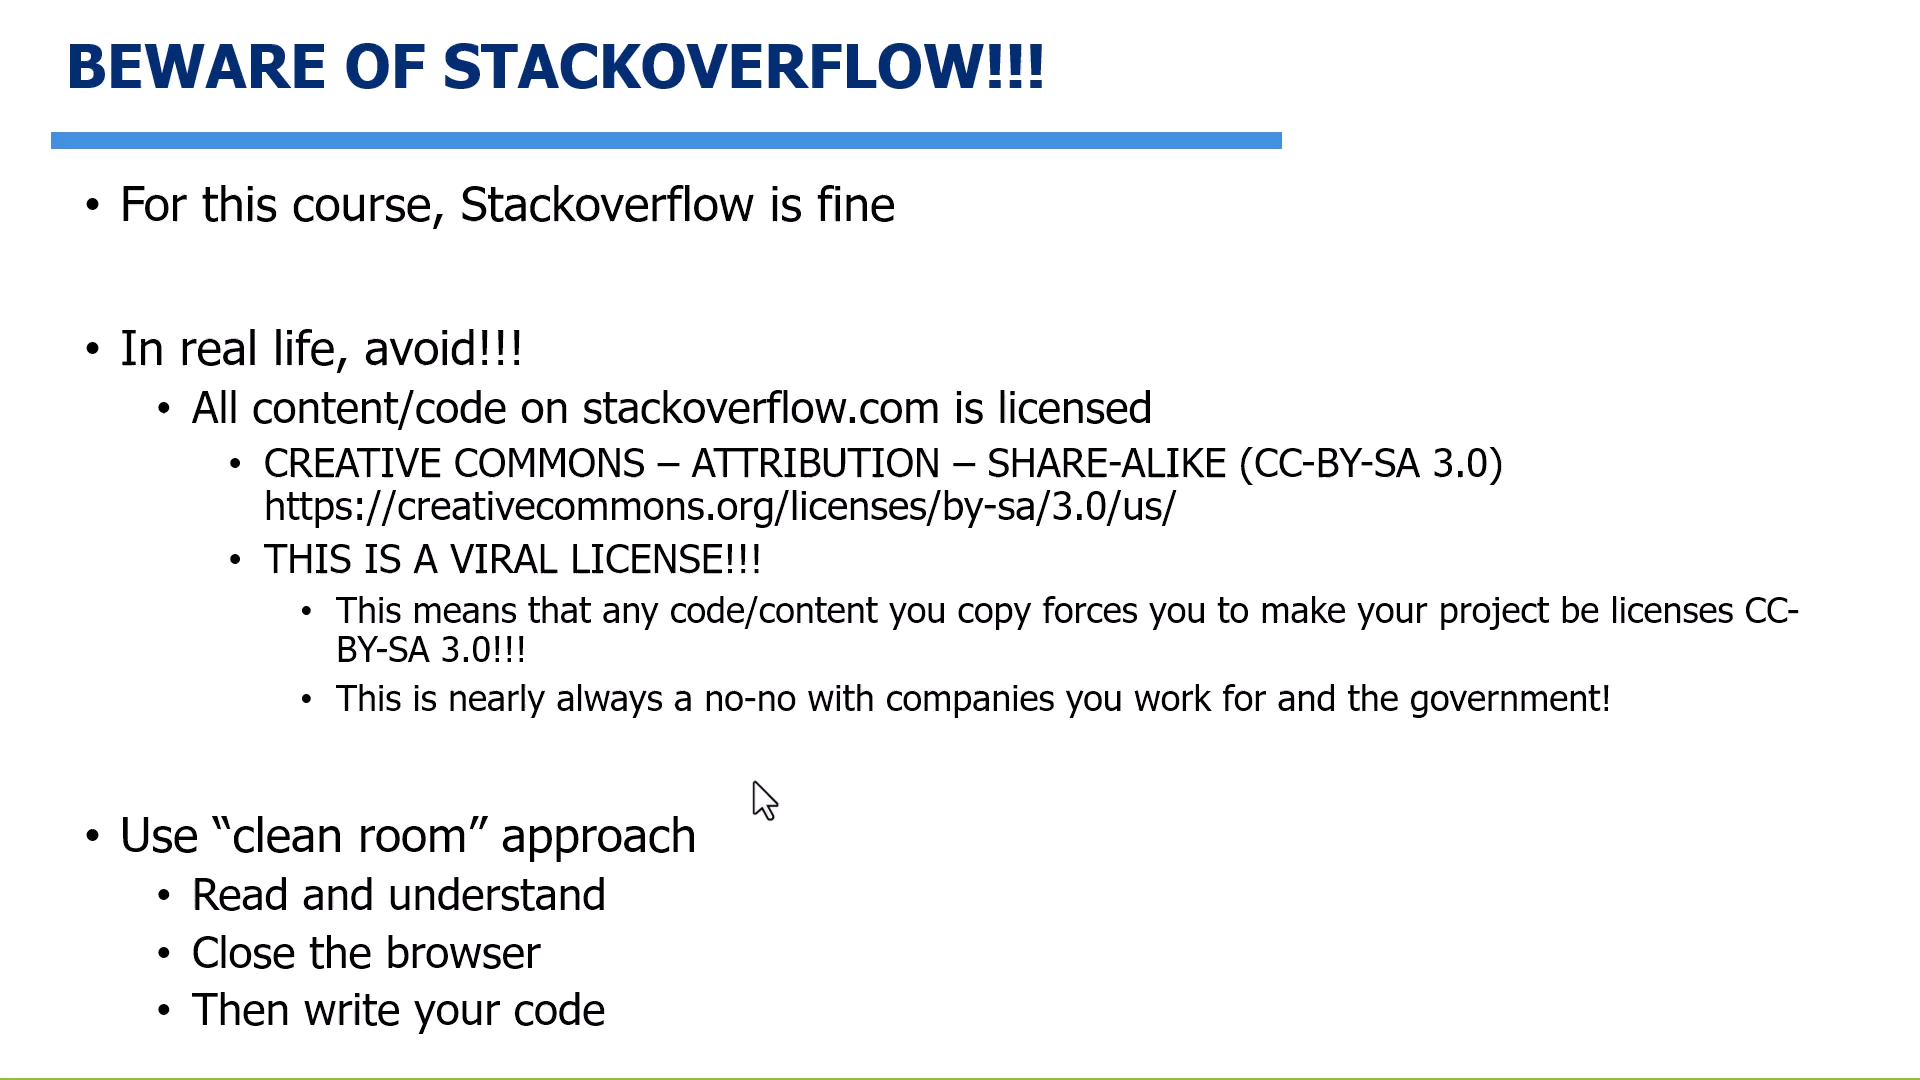 BEWARE OF STACKOVERFLOW!!!
• For this course, Stackoverflow is fine
• In real life, avoid!!!
• All content/code on stackoverflow.com is licensed
• CREATIVE COMMONS – ATTRIBUTION – SHARE-ALIKE (CC-BY-SA 3.0)
https://creativecommons.org/licenses/by-sa/3.0/us/
• THIS IS A VIRAL LICENSE!!!
• This means that any code/content you copy forces you to make your project be licenses CC-
BY-SA 3.0!!!
• This is nearly always a no-no with companies you work for and the government!
• Use “clean room” approach
• Read and understand
• Close the browser
• Then write your code